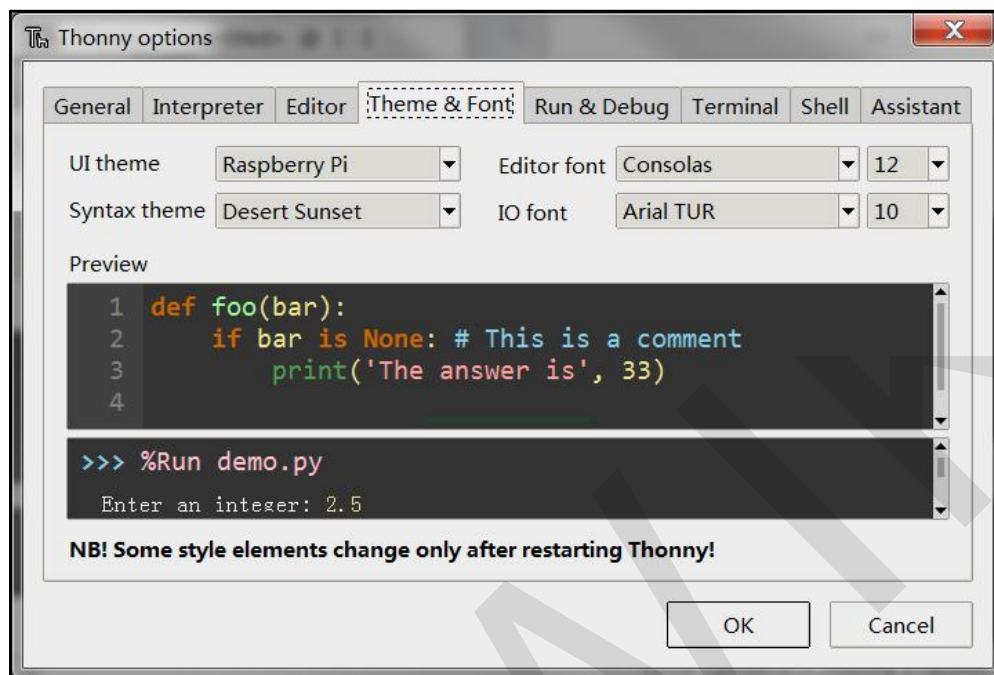 Thonny options
General Interpreter Editor Theme & Font Run & Debug Terminal Shell Assistant
UI theme Raspberry Pi Editor font Consolas 12
Syntax theme Desert Sunset IO font Arial TUR 10
Preview
1 def foo(bar):
2 if bar is None: # This is a comment
3 print('The answer is', 33)
4
>>> %Run demo.py
Enter an integer: 2.5
NB! Some style elements change only after restarting Thonny!
OK Cancel